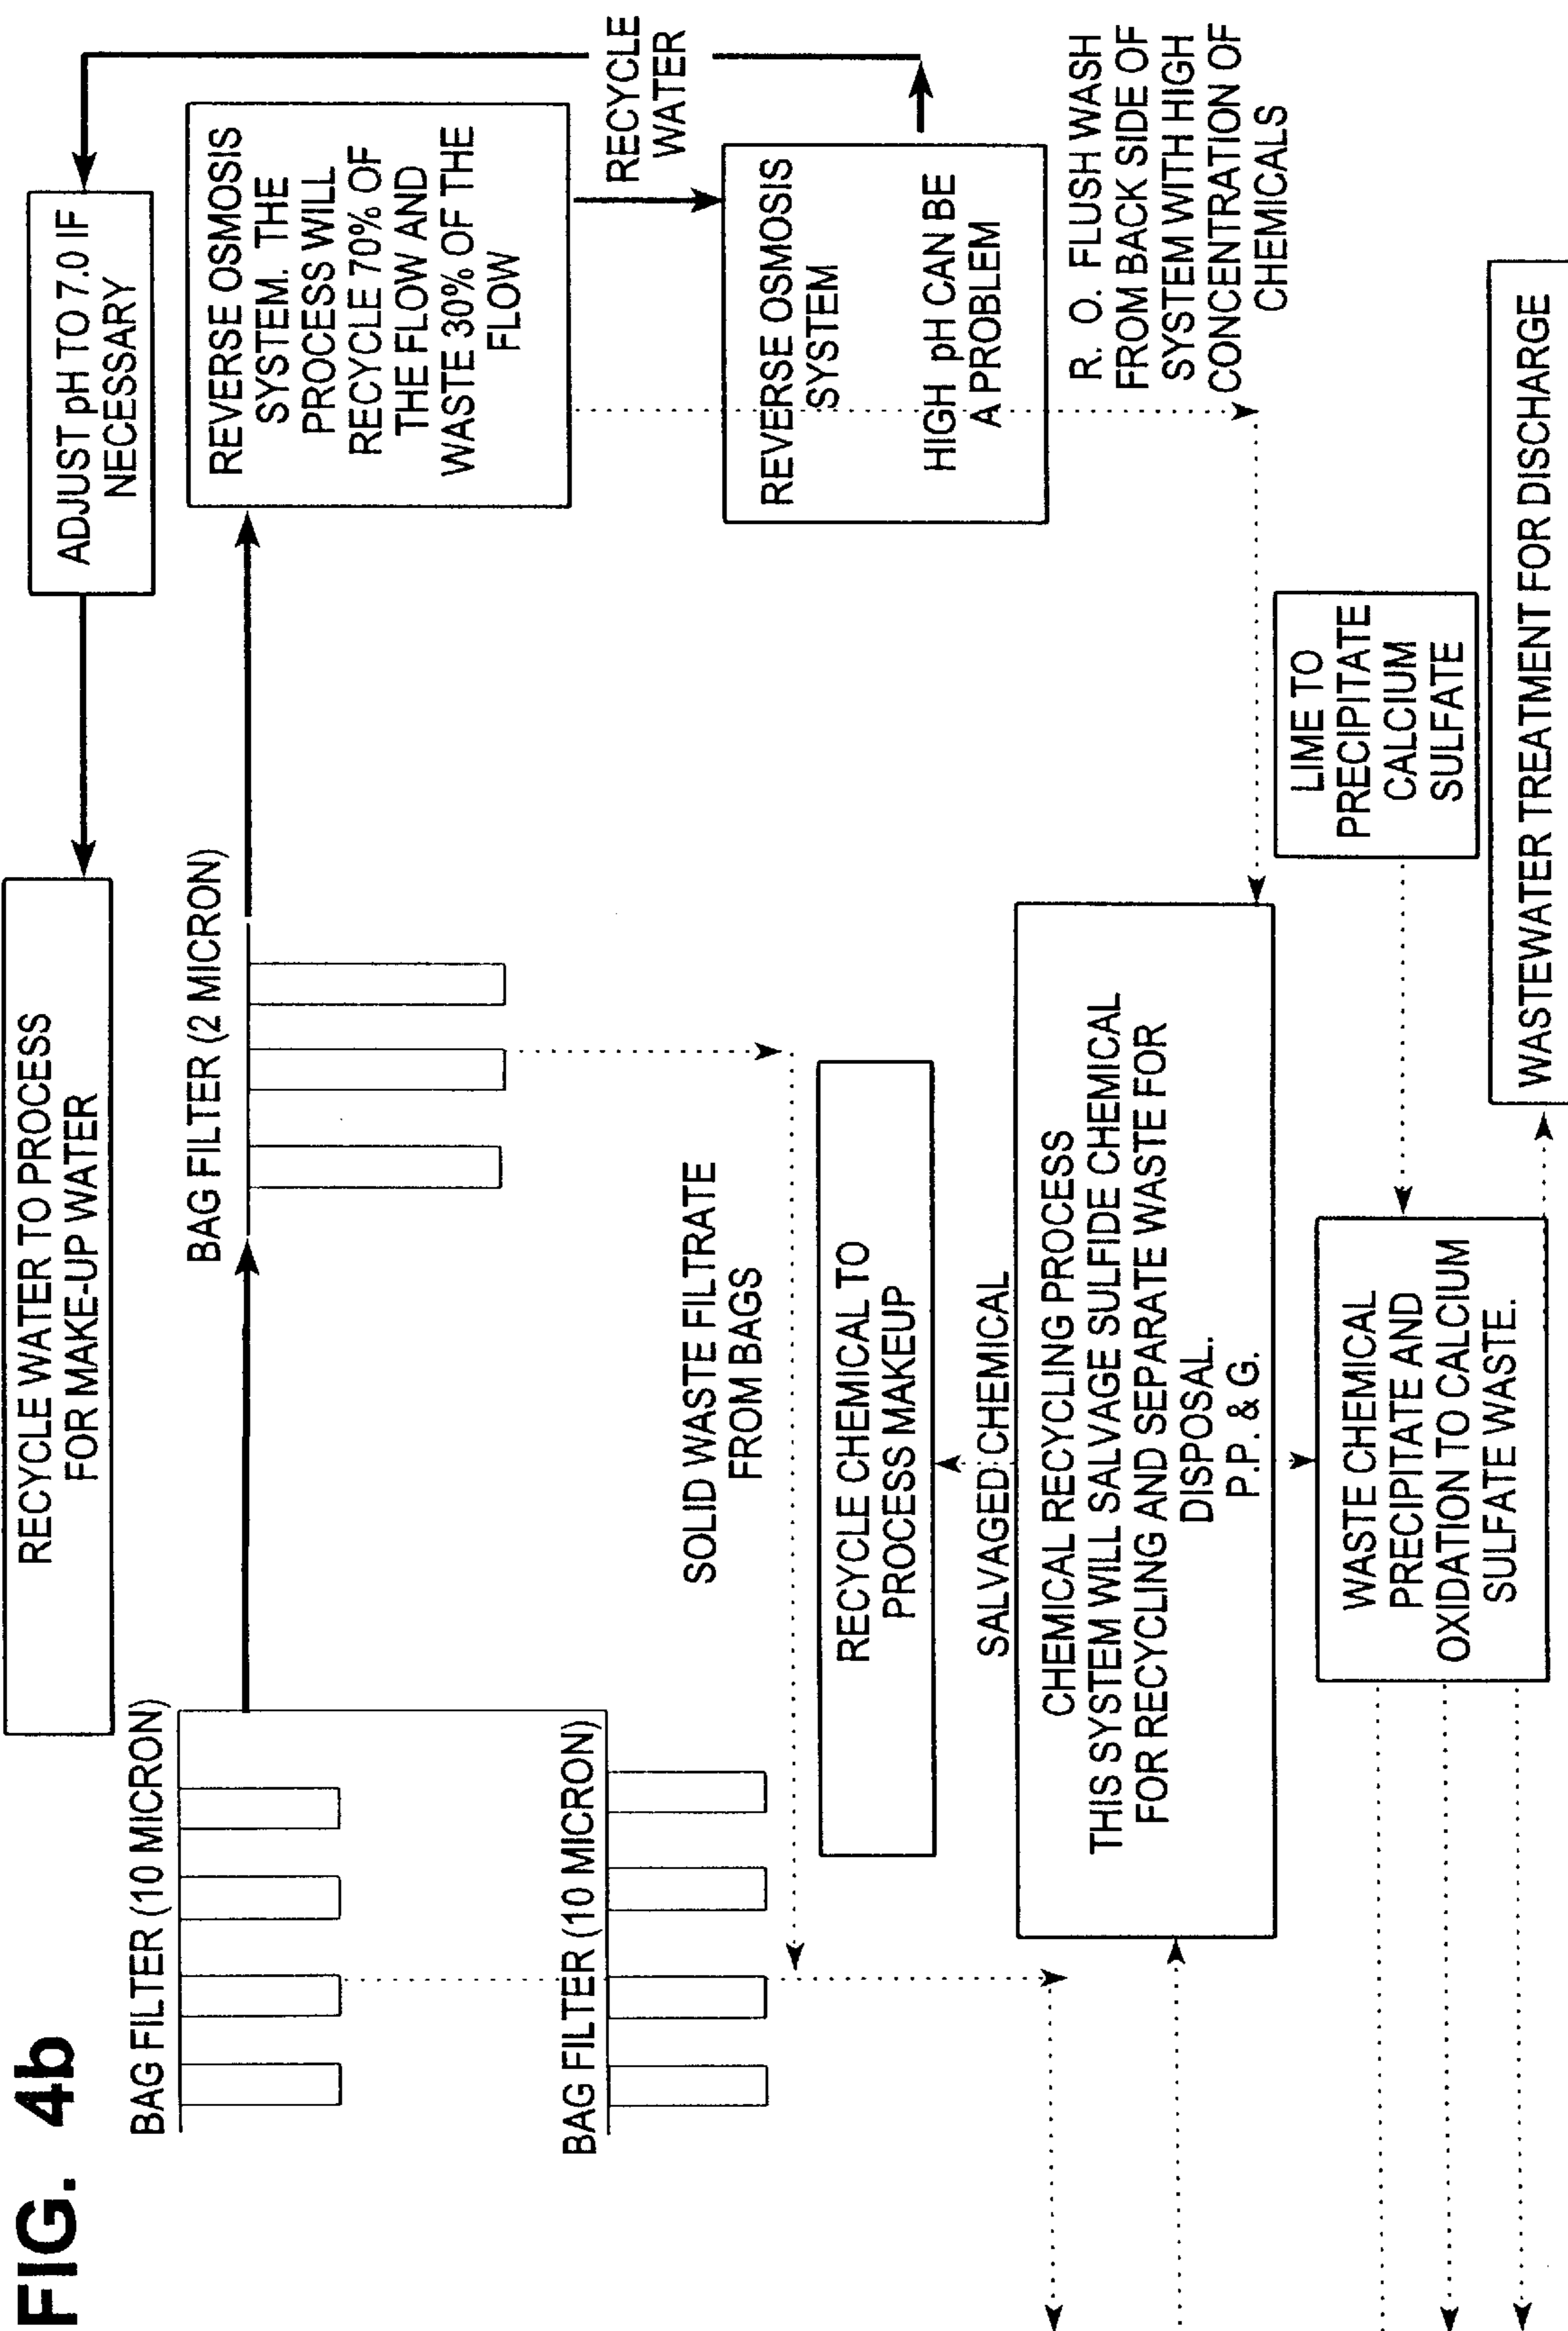 FIG. 4b
RECYCLE WATER TO PROCESS
FOR MAKE-UP WATER
ADJUST pH TO 7.0 IF
NECESSARY
BAG FILTER (10 MICRON)
BAG FILTER (2 MICRON)
REVERSE OSMOSIS
SYSTEM. THE
PROCESS WILL
RECYCLE 70% OF
THE FLOW AND
WASTE 30% OF THE
FLOW
RECYCLE
WATER
BAG FILTER (10 MICRON)
SOLID WASTE FILTRATE
FROM BAGS
REVERSE OSMOSIS
SYSTEM
HIGH pH CAN BE
A PROBLEM
RECYCLE CHEMICAL TO
PROCESS MAKEUP
SALVAGED CHEMICAL
R. O. FLUSH WASH
FROM BACK SIDE OF
SYSTEM WITH HIGH
CONCENTRATION OF
CHEMICALS
CHEMICAL RECYCLING PROCESS
THIS SYSTEM WILL SALVAGE SULFIDE CHEMICAL
FOR RECYCLING AND SEPARATE WASTE FOR
DISPOSAL.
P.P. & G.
LIME TO
PRECIPITATE
CALCIUM
SULFATE
WASTE CHEMICAL
PRECIPITATE AND
OXIDATION TO CALCIUM
SULFATE WASTE.
WASTEWATER TREATMENT FOR DISCHARGE